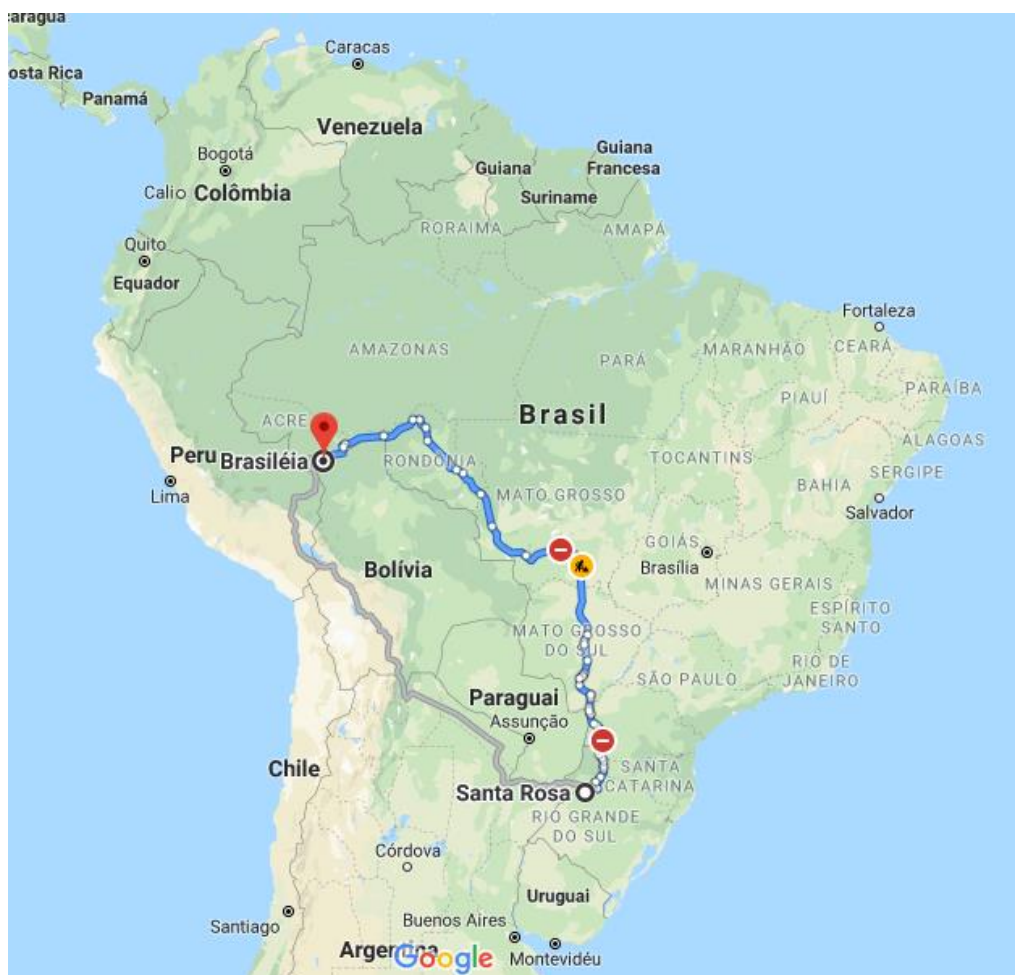 caragua
osta Rica
Panamá
Caracas
Venezuela
Guiana
Guiana
Francesa
Suriname
Bogotá
Cali
Colômbia
RORAIMA
AMAPÁ
Quito
Equador
Fortaleza
AMAZONAS
PARÁ
MARANHÃO
CEARÁ
PIAUÍ
PARAÍBA
ACRE
Brasil
ALAGOAS
Peru
Brasiléia
RONDÔNIA
TOCANTINS
SERGIPE
Lima
MATO GROSSO
BAHIA
Salvador
GOIÁS
Brasília
Bolívia
MINAS GERAIS
ESPÍRITO
SANTO
MATO GROSSO
DO SUL
RIO DE
JANEIRO
SÃO PAULO
Paraguai
Assunção
Chile
SANTA
CATARINA
Santa Rosa
RIO GRANDE
DO SUL
Córdova
Uruguai
Santiago
Buenos Aires
Montevidéu
Argentina
Google